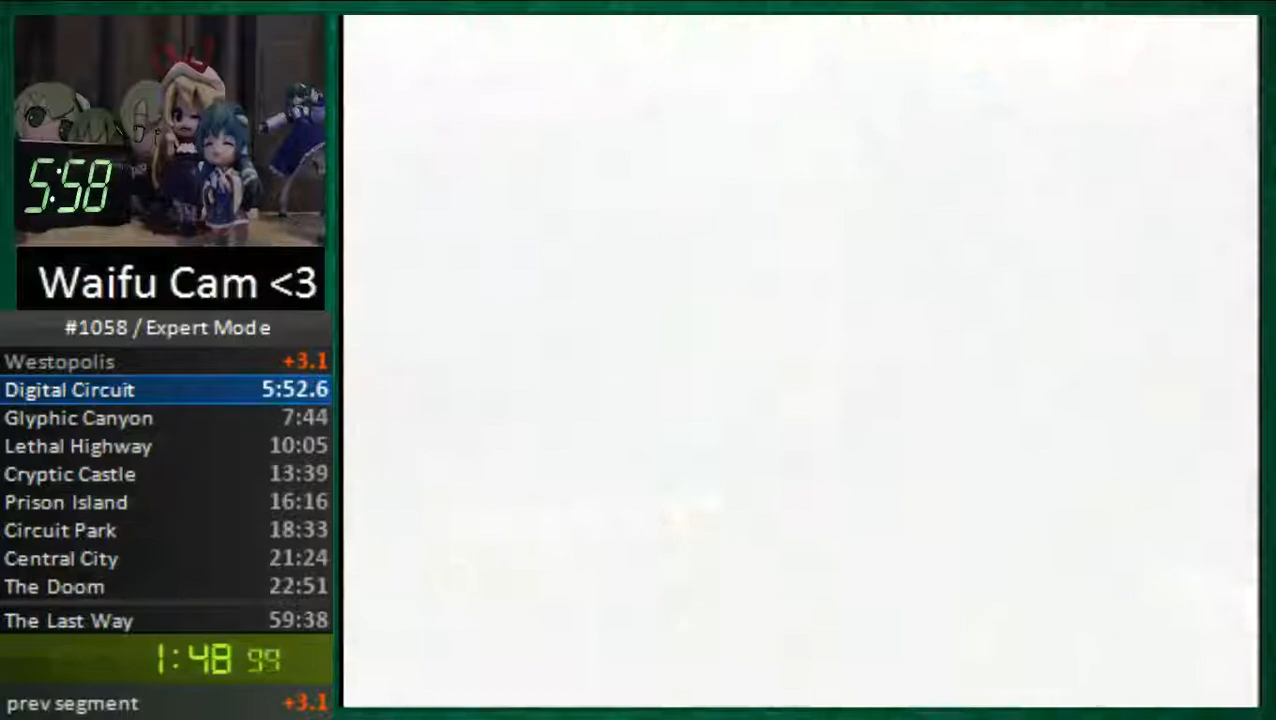 5:58
Waifu Cam <3
#1058 / Expert Mode
Westopolis +3.1
Digital Circuit 5:52.6
Glyphic Canyon 7:44
Lethal Highway 10:05
Cryptic Castle 13:39
Prison Island 16:16
Circuit Park 18:33
Central City 21:24
The Doom 22:51
The Last Way 59:38
1:48 99
prev segment +3.1